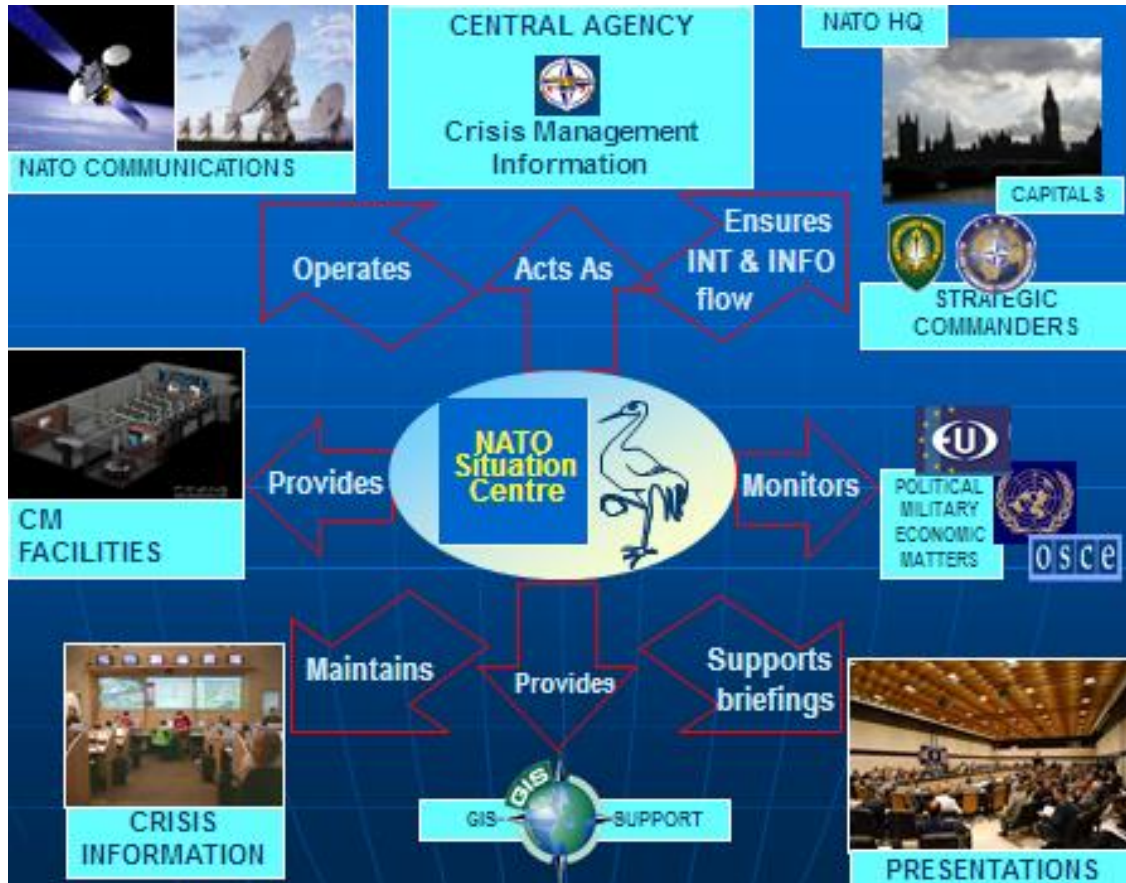 CENTRAL AGENCY
Crisis Management
Information
NATO HQ
NATO COMMUNICATIONS
CAPITALS
STRATEGIC
COMMANDERS
Operates
Acts As
Ensures
INT & INFO
flow
NATO
Situation
Centre
Provides
CM
FACILITIES
Monitors
EU
POLITICAL
MILITARY
ECONOMIC
MATTERS
osce
Maintains
Provides
Supports
briefings
CRISIS
INFORMATION
GIS
GIS SUPPORT
PRESENTATIONS